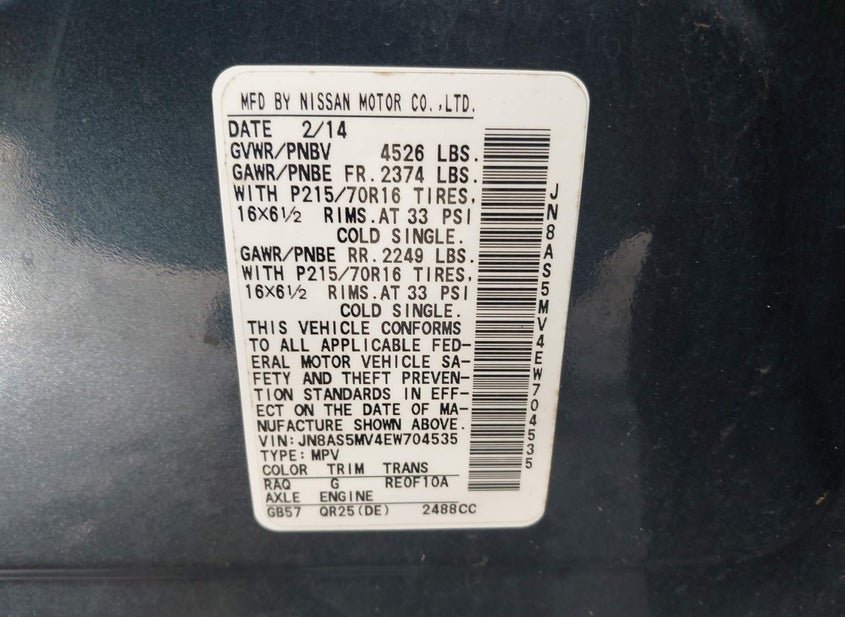 MFD BY NISSAN MOTOR CO.,LTD.
DATE 2/14
GVWR/PNBV 4526 LBS.
GAWR/PNBE FR.2374 LBS.
WITH P215/70R16 TIRES,
16×6½ RIMS.AT 33 PSI
COLD SINGLE.
GAWR/PNBE RR.2249 LBS.
WITH P215/70R16 TIRES,
16×6½ RIMS.AT 33 PSI
COLD SINGLE.
THIS VEHICLE CONFORMS
TO ALL APPLICABLE FED-
ERAL MOTOR VEHICLE SA-
FETY AND THEFT PREVEN-
TION STANDARDS IN EFF-
ECT ON THE DATE OF MA-
NUFACTURE SHOWN ABOVE.
VIN:JN8AS5MV4EW704535
TYPE:MPV
COLOR TRIM TRANS
RAQ G RE0F10A
AXLE ENGINE
GB57 QR25(DE) 2488CC
JN8AS5MV4EW704535